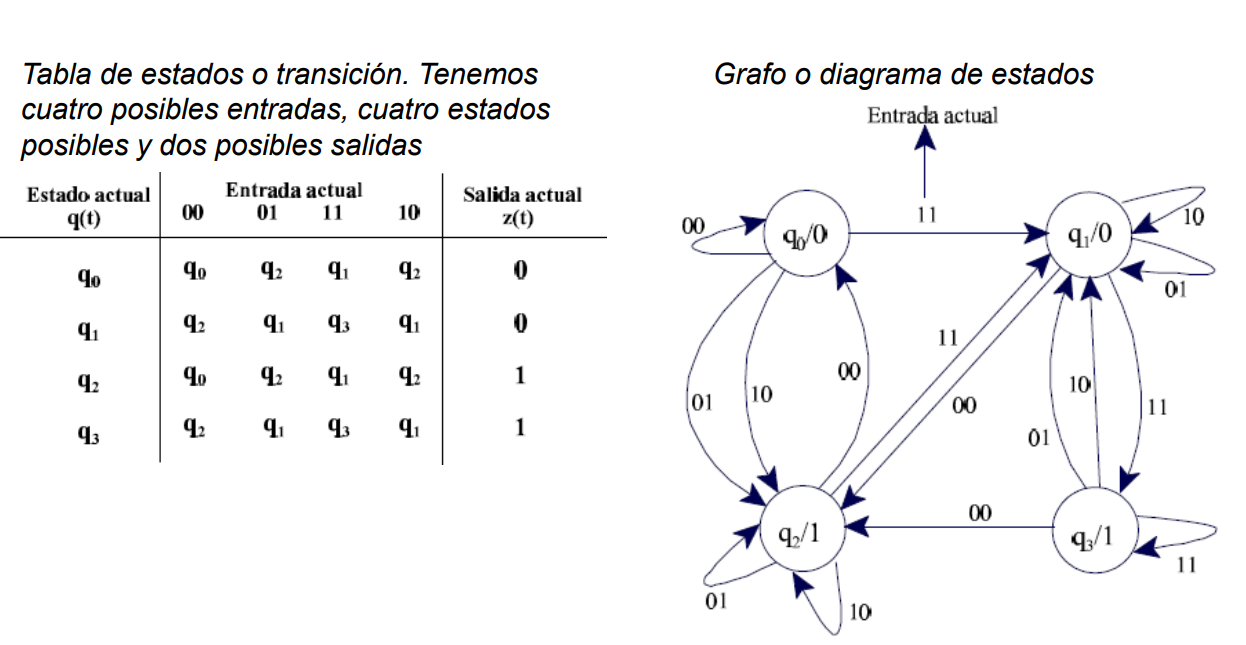 Tabla de estados o transición. Tenemos
cuatro posibles entradas, cuatro estados
posibles y dos posibles salidas
Estado actual
q(t)
Entrada actual
00 01 11 10
Salida actual
z(t)
q₀ q₀ q₂ q₁ q₂ 0
q₁ q₂ q₁ q₃ q₁ 0
q₂ q₀ q₂ q₁ q₂ 1
q₃ q₂ q₁ q₃ q₁ 1
Grafo o diagrama de estados
Entrada actual
11
00
q₀/0
q₁/0
10
01
11
00
01
10
00
10
11
01
00
q₂/1
q₃/1
11
01
10